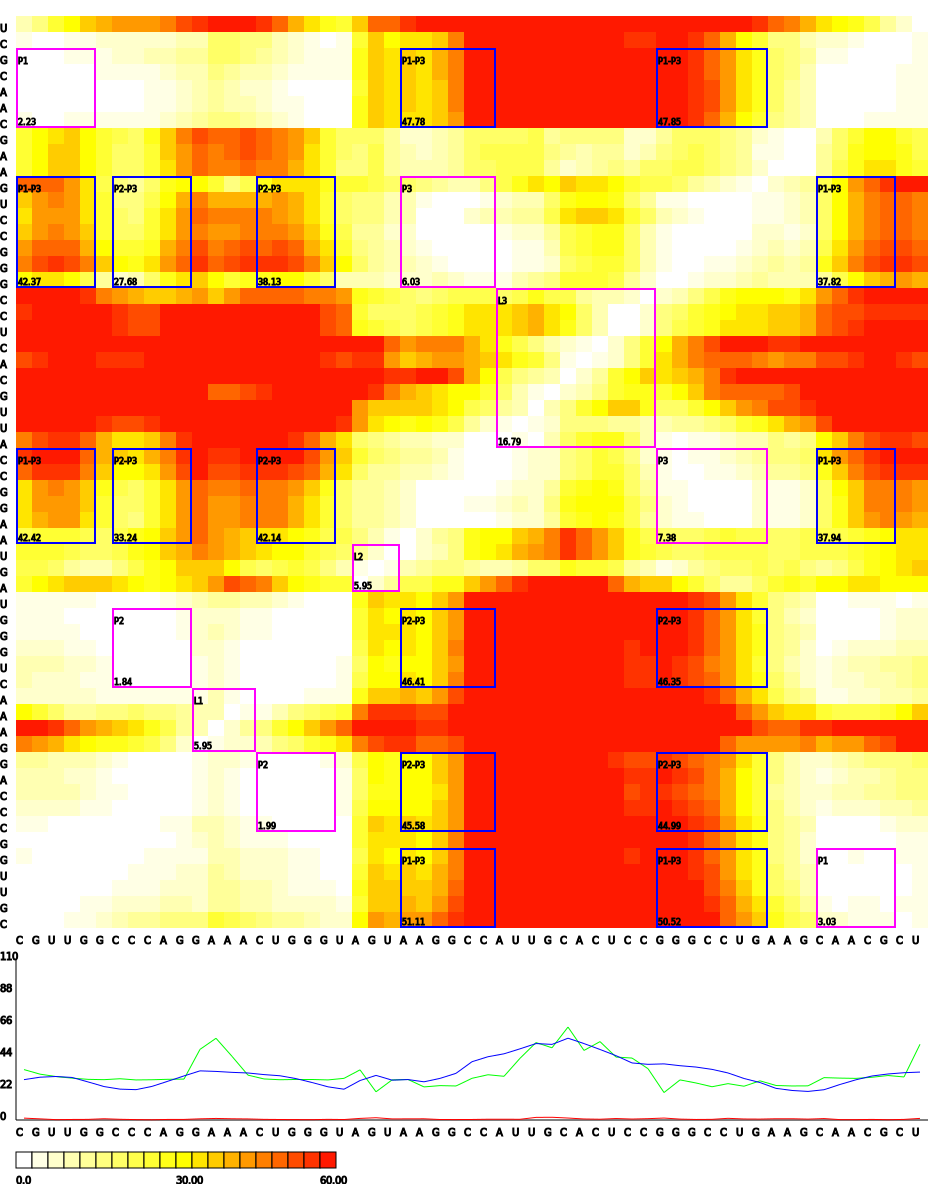 U
C
G P1 P1-P3 P1-P3
C
A
A
C 2.23 47.78 47.85
G
A
A
G P1-P3 P2-P3 P2-P3 P3 P1-P3
U
C
C
G
G
G 42.37 27.68 38.13 6.03 37.82
C L3
C
U
C
A
C
G
U
U
A 16.79
C P1-P3 P2-P3 P2-P3 P3 P1-P3
C
G
G
A
A 42.42 33.24 42.14 7.38 37.94
U L2
G
A 5.95
U
G P2 P2-P3 P2-P3
G
G
U
C 1.84 46.41 46.35
A L1
A
A
G 5.95
G P2 P2-P3 P2-P3
A
C
C
C 1.99 45.58 44.99
G
G P1-P3 P1-P3 P1
U
U
G
C 51.11 50.52 3.03
C G U U G G C C C A G G A A A C U G G G U A G U A A G G C C A U U G C A C U C C G G G C C U G A A G C A A C G C U
110
88
66
44
22
0
C G U U G G C C C A G G A A A C U G G G U A G U A A G G C C A U U G C A C U C C G G G C C U G A A G C A A C G C U
0.0 30.00 60.00